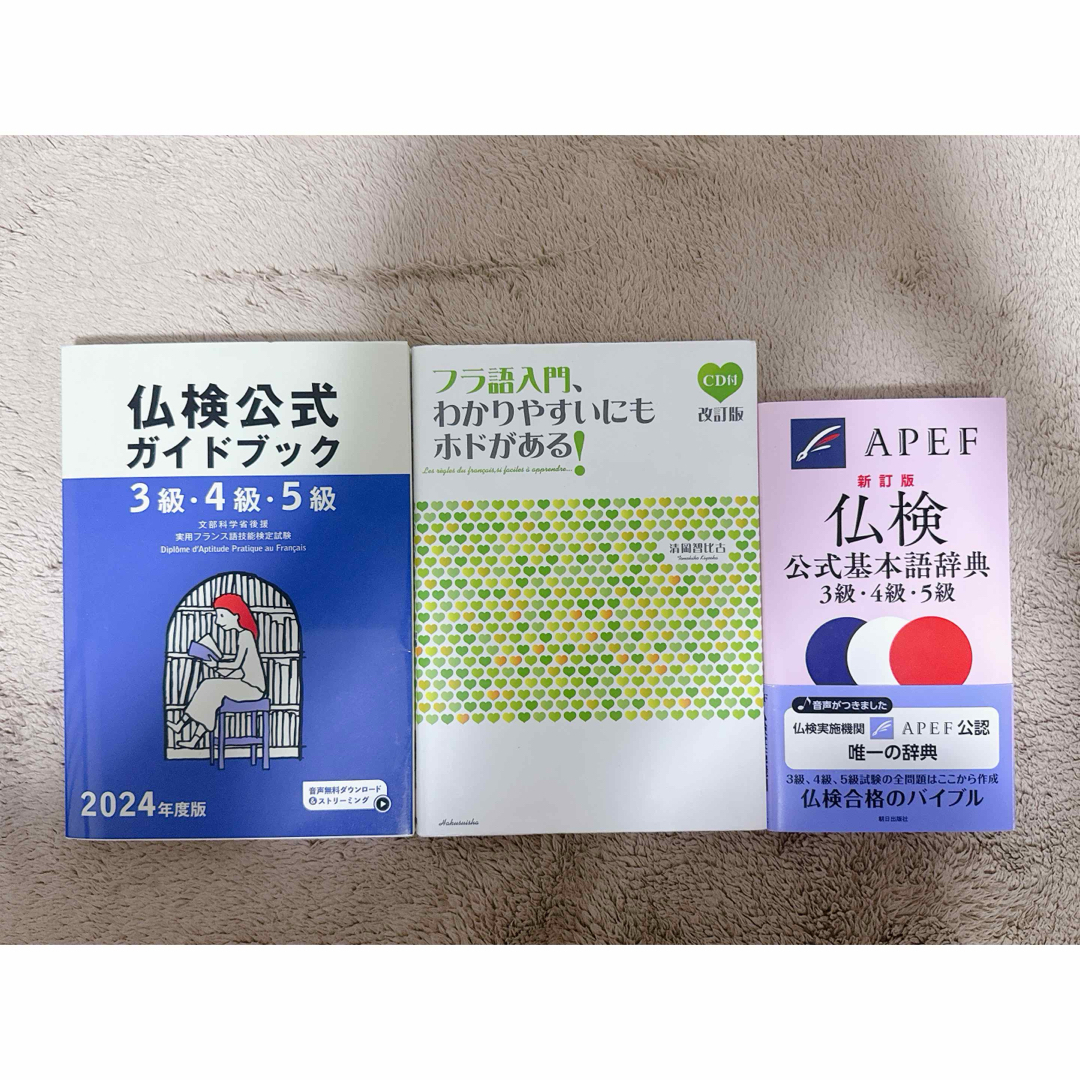 仏検公式
ガイドブック
3級・4級・5級
文部科学省後援
実用フランス語技能検定試験
Diplôme d'Aptitude Pratique au Français
2024年度版
音声無料ダウンロード
&ストリーミング
フラ語入門、
わかりやすいにも
ホドがある!
Les règles du français,si faciles à apprendre...
CD付
改訂版
清岡智比古
Tomohiko Kiyooka
Hakusuisha
APEF
新訂版
仏検
公式基本語辞典
3級・4級・5級
音声がつきました
仏検実施機関 APEF 公認
唯一の辞典
3級、4級、5級試験の全問題はここから作成
仏検合格のバイブル
朝日出版社